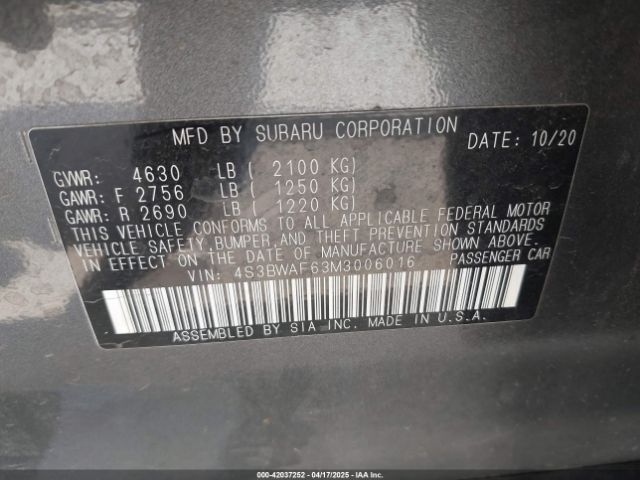 MFD BY SUBARU CORPORATION DATE: 10/20
GVWR: 4630 LB ( 2100 KG)
GAWR: F 2756 LB ( 1250 KG)
GAWR: R 2690 LB ( 1220 KG)
THIS VEHICLE CONFORMS TO ALL APPLICABLE FEDERAL MOTOR
VEHICLE SAFETY, BUMPER, AND THEFT PREVENTION STANDARDS
IN EFFECT ON THE DATE OF MANUFACTURE SHOWN ABOVE.
VIN: 4S3BWAF63M3006016 PASSENGER CAR
ASSEMBLED BY SIA INC. MADE IN U.S.A.
000-42037252 - 04/17/2025 - IAAI.CA